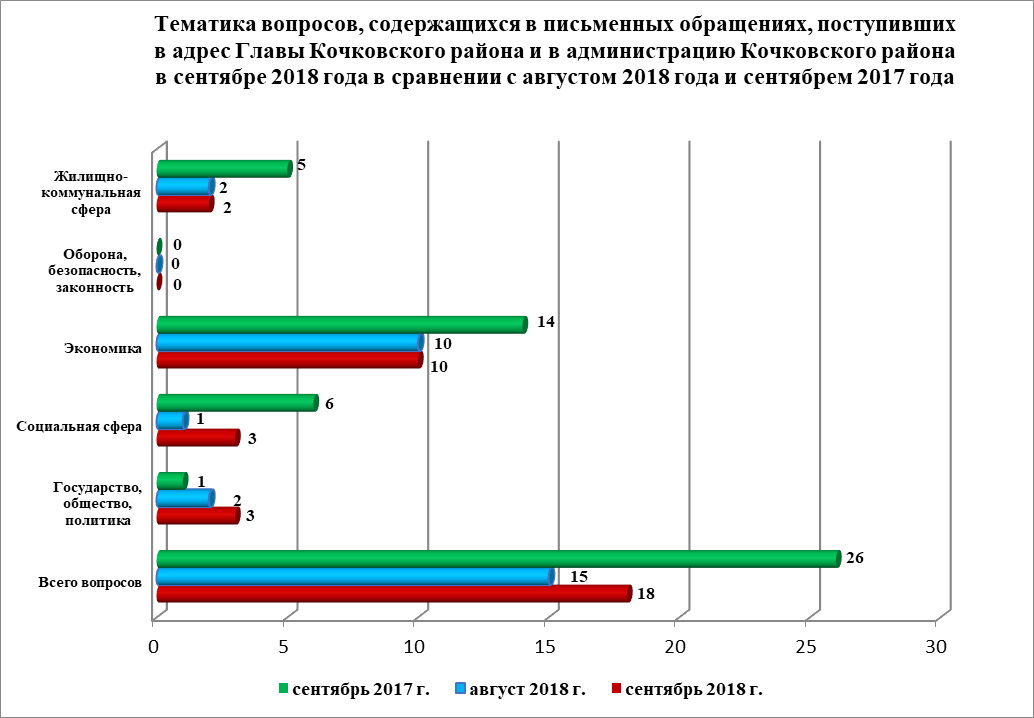 Тематика вопросов, содержащихся в письменных обращениях, поступивших
в адрес Главы Кочковского района и в администрацию Кочковского района
в сентябре 2018 года в сравнении с августом 2018 года и сентябрем 2017 года
Жилищно-
коммунальная
сфера
5
2
2
Оборона,
безопасность,
законность
0
0
0
Экономика
14
10
10
Социальная сфера
6
1
3
Государство,
общество,
политика
1
2
3
Всего вопросов
26
15
18
0 5 10 15 20 25 30
сентябрь 2017 г. август 2018 г. сентябрь 2018 г.